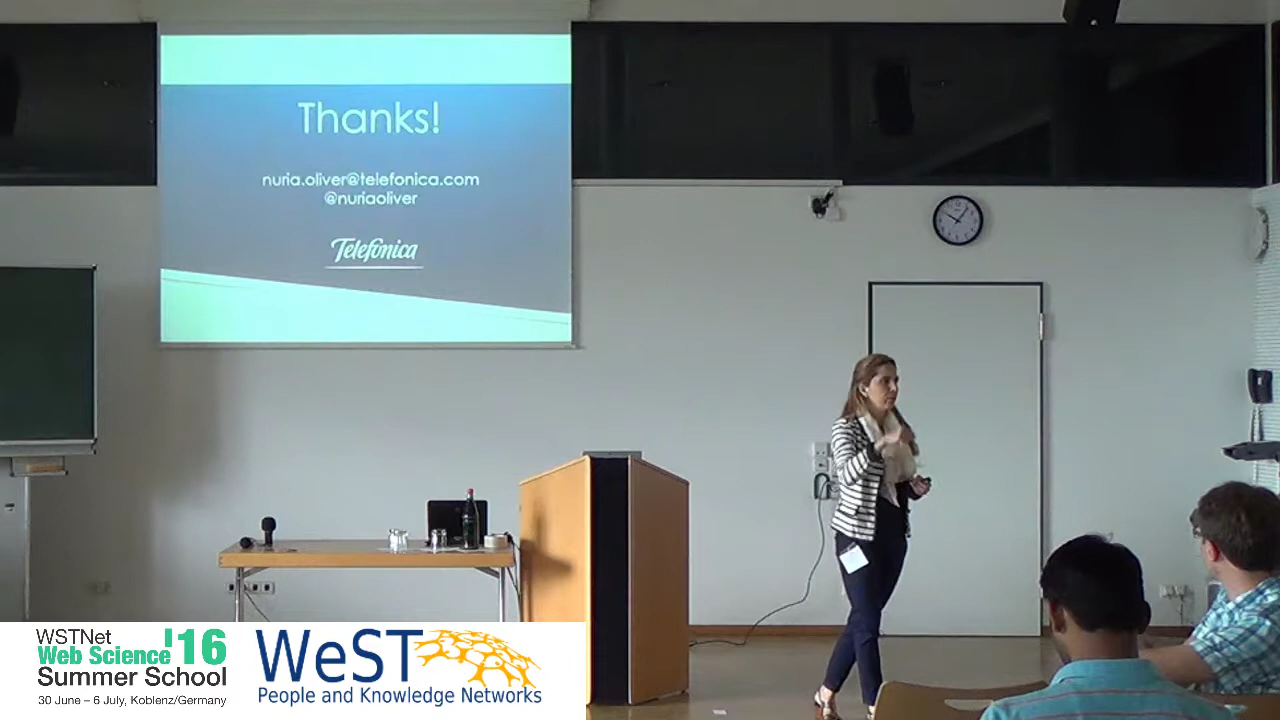 Thanks!
nuria.oliver@telefonica.com
@nuriaoliver
Telefonica
WSTNet
Web Science '16
Summer School
30 June – 6 July, Koblenz/Germany
WeST
People and Knowledge Networks